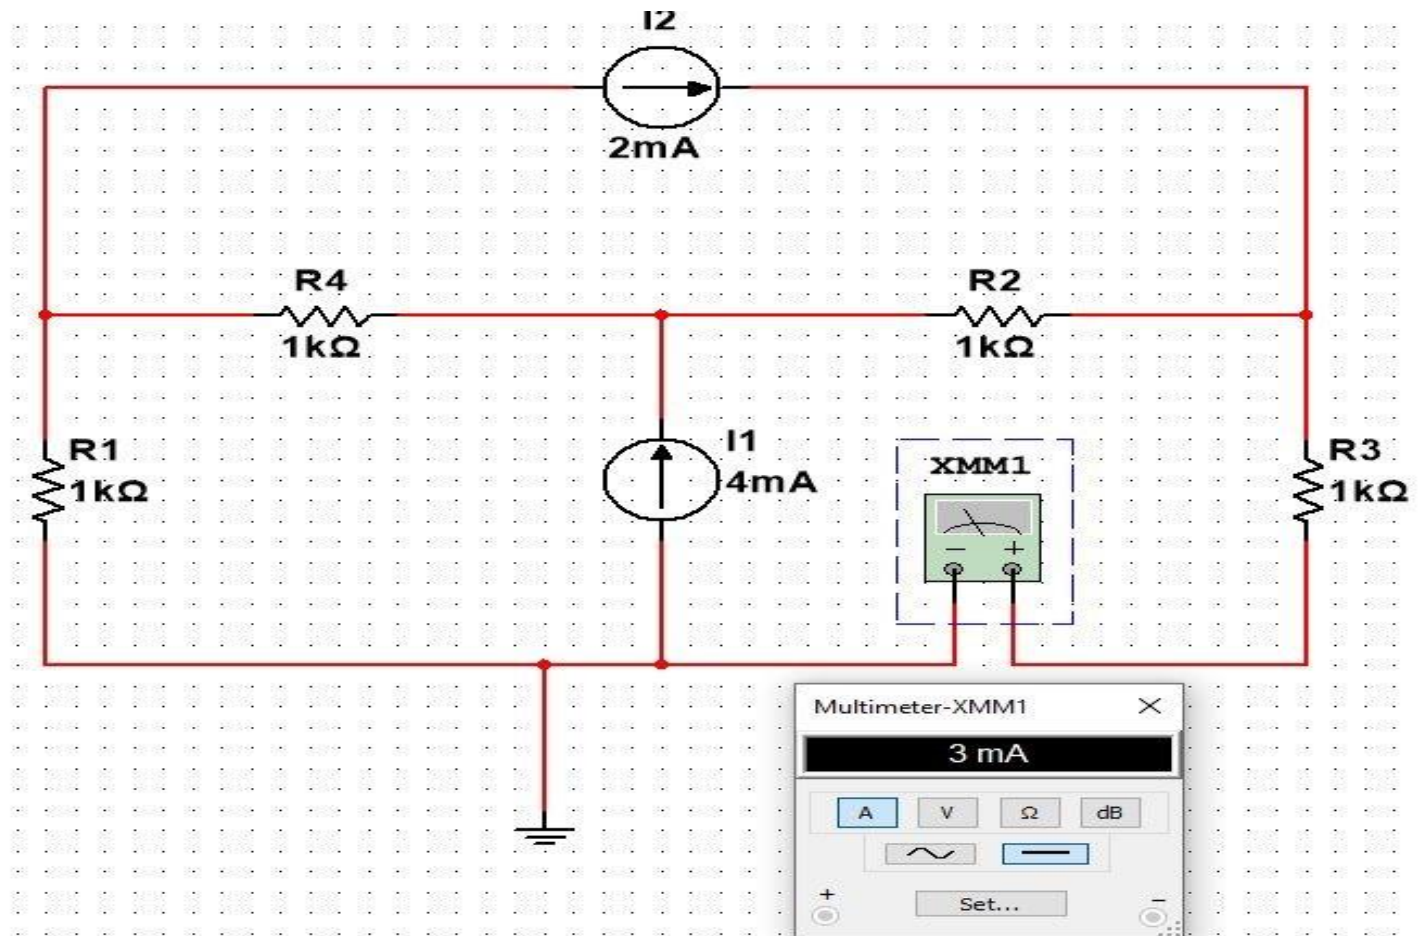 I2
2mA
R4
1kΩ
R2
1kΩ
R1
1kΩ
I1
4mA
XMM1
− +
R3
1kΩ
Multimeter-XMM1
3 mA
A V Ω dB
+ Set... −